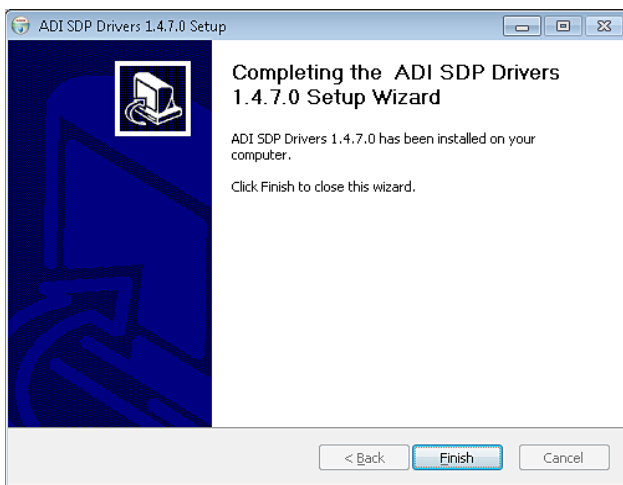 ADI SDP Drivers 1.4.7.0 Setup
Completing the ADI SDP Drivers
1.4.7.0 Setup Wizard
ADI SDP Drivers 1.4.7.0 has been installed on your
computer.
Click Finish to close this wizard.
< Back Finish Cancel